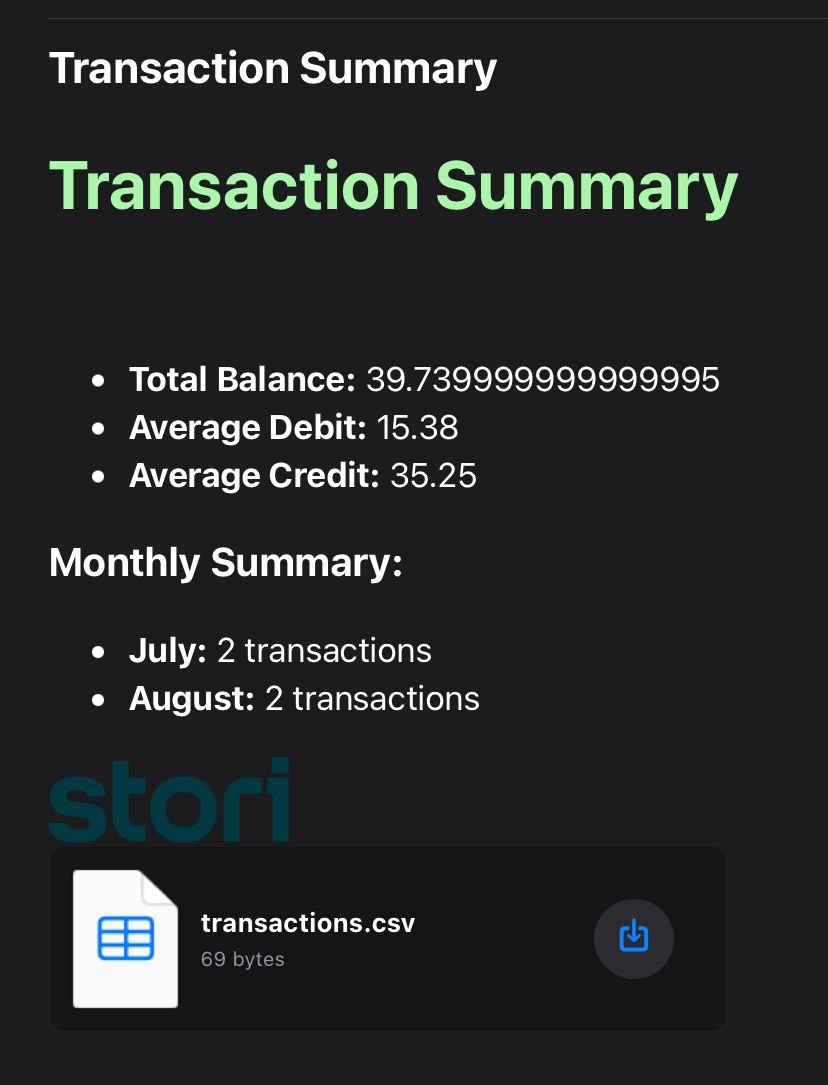 Transaction Summary
Transaction Summary
• Total Balance: 39.739999999999995
• Average Debit: 15.38
• Average Credit: 35.25
Monthly Summary:
• July: 2 transactions
• August: 2 transactions
stori
transactions.csv
69 bytes